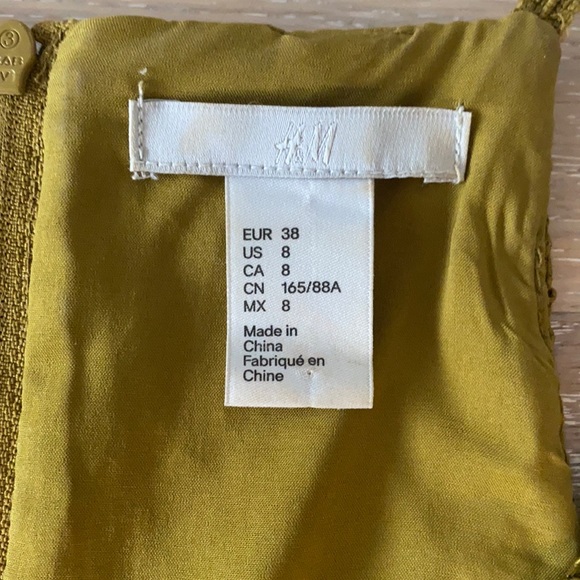 H&M
EUR 38
US 8
CA 8
CN 165/88A
MX 8
Made in
China
Fabriqué en
Chine